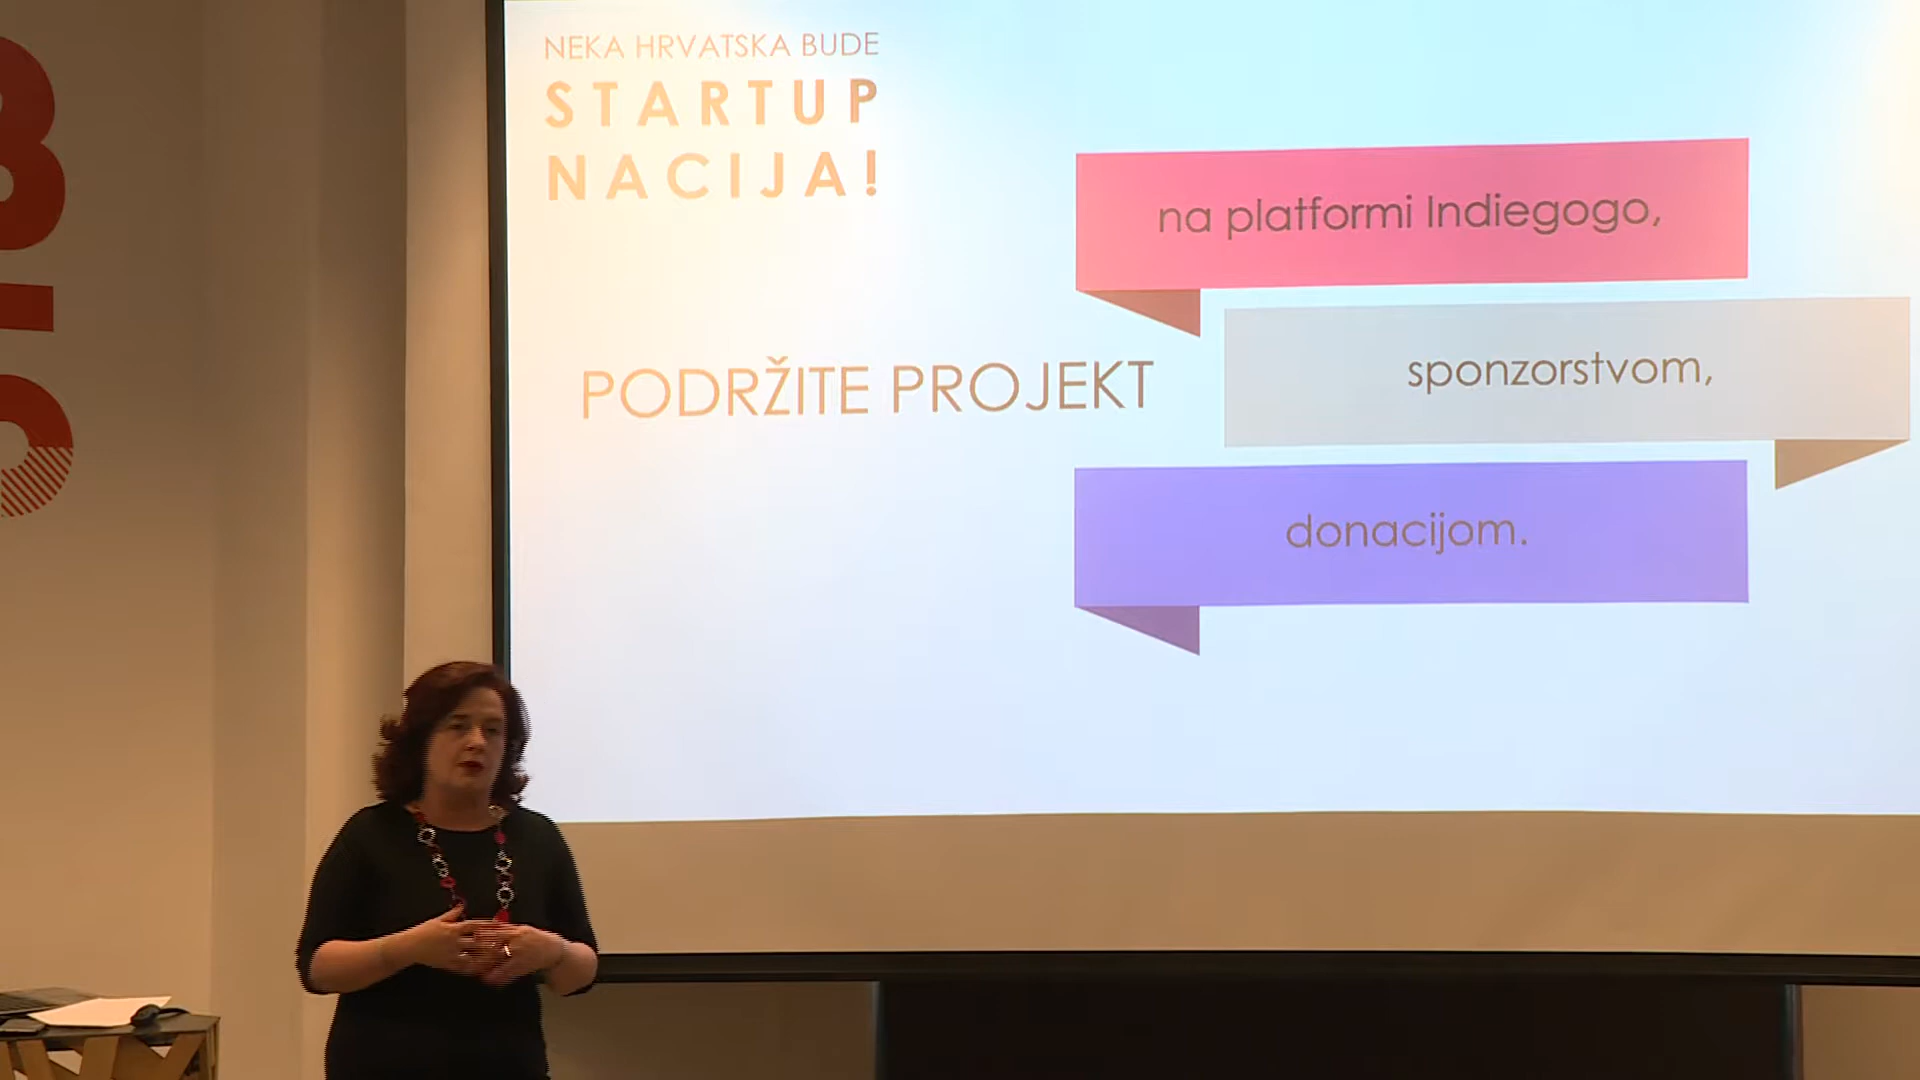 NEKA HRVATSKA BUDE
STARTUP
NACIJA!
PODRŽITE PROJEKT
na platformi Indiegogo,
sponzorstvom,
donacijom.